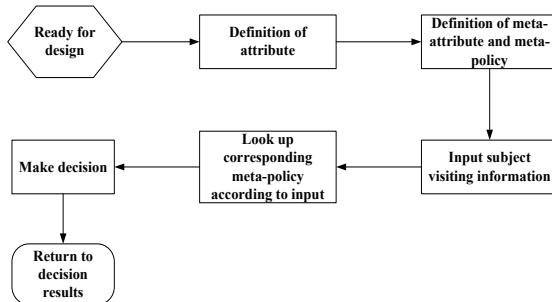 Ready for
design
Definition of
attribute
Definition of meta-
attribute and meta-
policy
Input subject
visiting information
Look up
corresponding
meta-policy
according to input
Make decision
Return to
decision
results